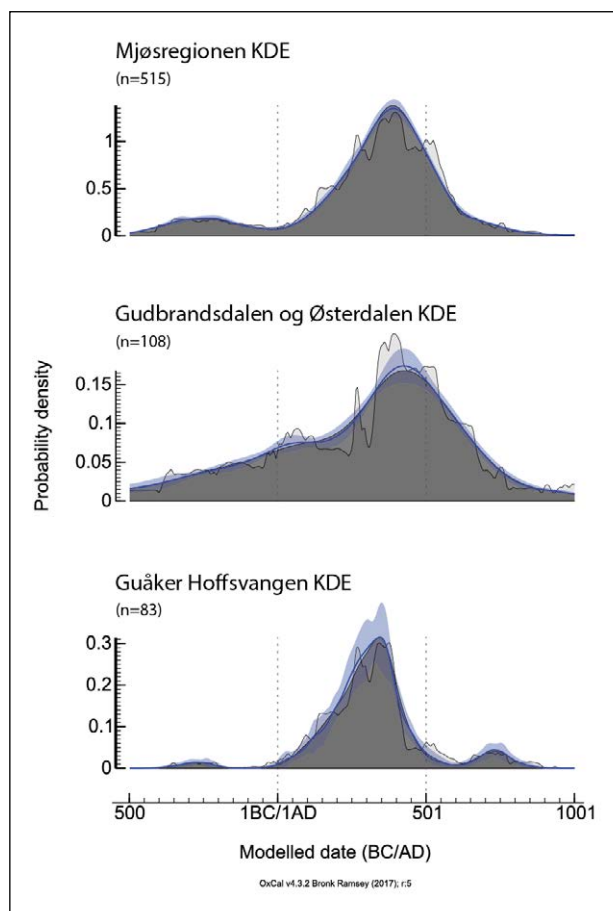 Mjøsregionen KDE
(n=515)
1
0.5
0
Gudbrandsdalen og Østerdalen KDE
(n=108)
0.15
0.1
0.05
0
Probability density
Guåker Hoffsvangen KDE
(n=83)
0.3
0.2
0.1
0
500 1BC/1AD 501 1001
Modelled date (BC/AD)
OxCal v4.3.2 Bronk Ramsey (2017); r:5